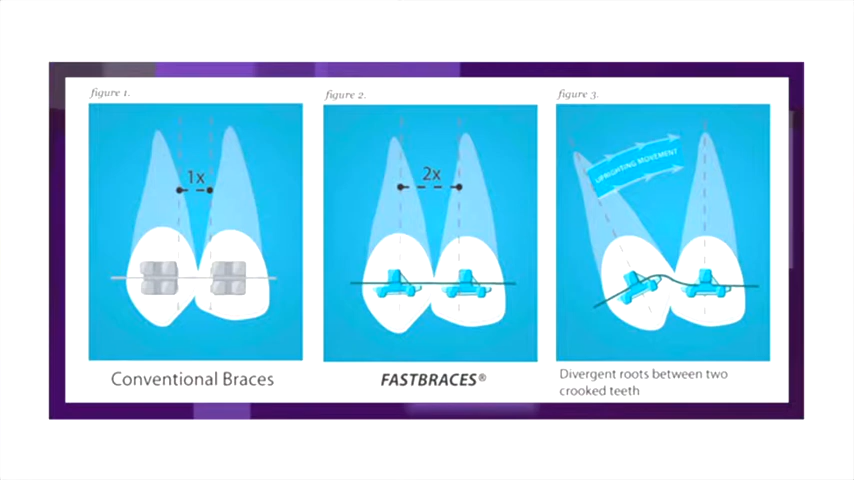 figure 1.
figure 2.
figure 3.
1x
2x
UPRIGHTING MOVEMENT
Conventional Braces
FASTBRACES®
Divergent roots between two
crooked teeth